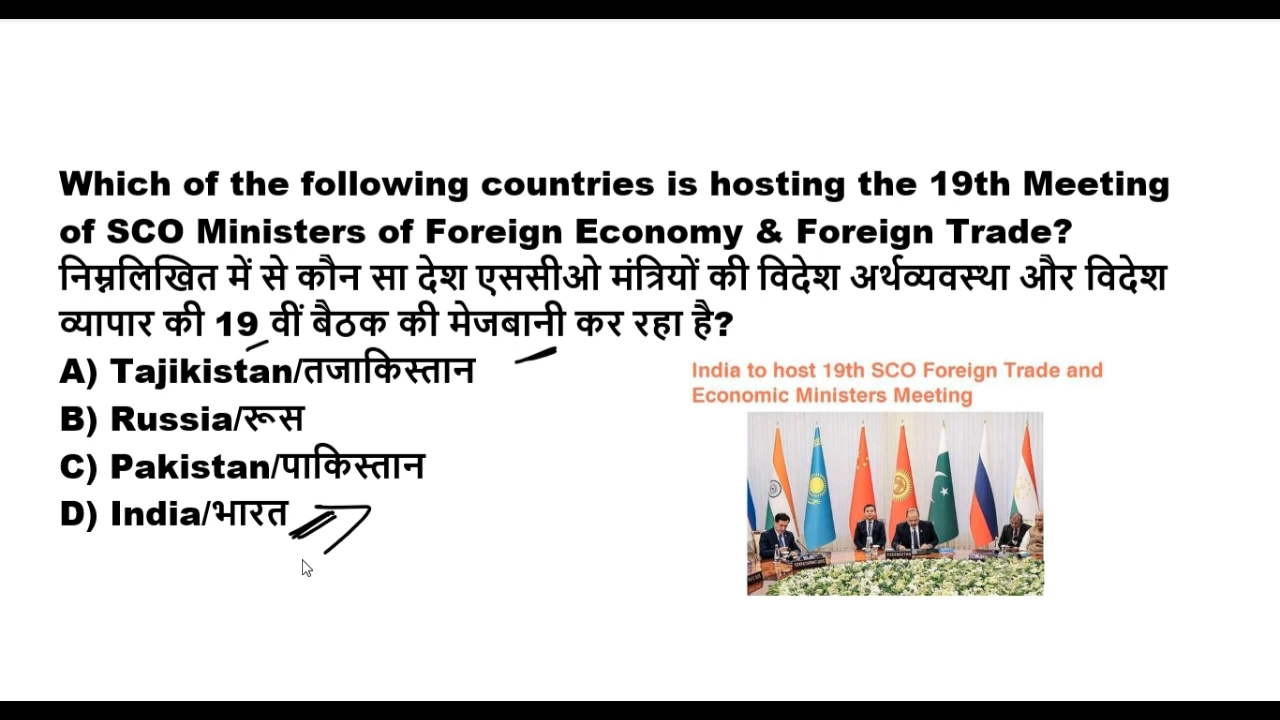 Which of the following countries is hosting the 19th Meeting
of SCO Ministers of Foreign Economy & Foreign Trade?
निम्नलिखित में से कौन सा देश एससीओ मंत्रियों की विदेश अर्थव्यवस्था और विदेश
व्यापार की 19 वीं बैठक की मेजबानी कर रहा है?
A) Tajikistan/तजाकिस्तान
B) Russia/रूस
C) Pakistan/पाकिस्तान
D) India/भारत
India to host 19th SCO Foreign Trade and
Economic Ministers Meeting